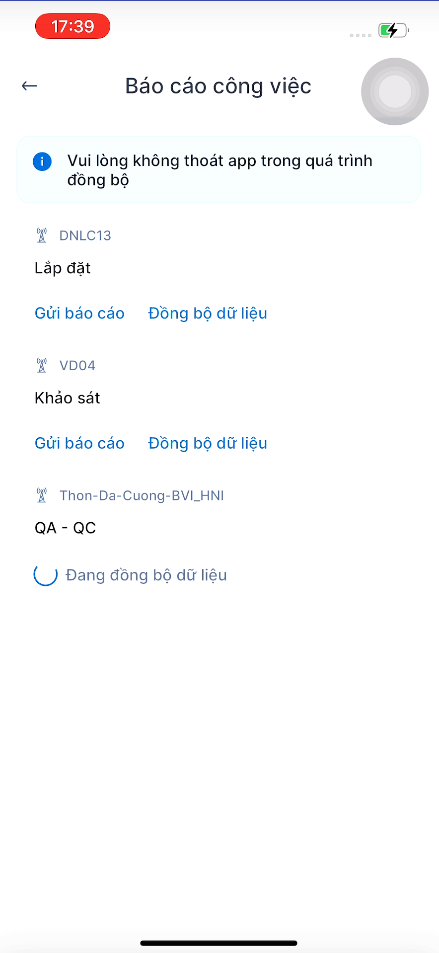 17:39
Báo cáo công việc
Vui lòng không thoát app trong quá trình
đồng bộ
DNLC13
Lắp đặt
Gửi báo cáo Đồng bộ dữ liệu
VD04
Khảo sát
Gửi báo cáo Đồng bộ dữ liệu
Thon-Da-Cuong-BVI_HNI
QA - QC
Đang đồng bộ dữ liệu